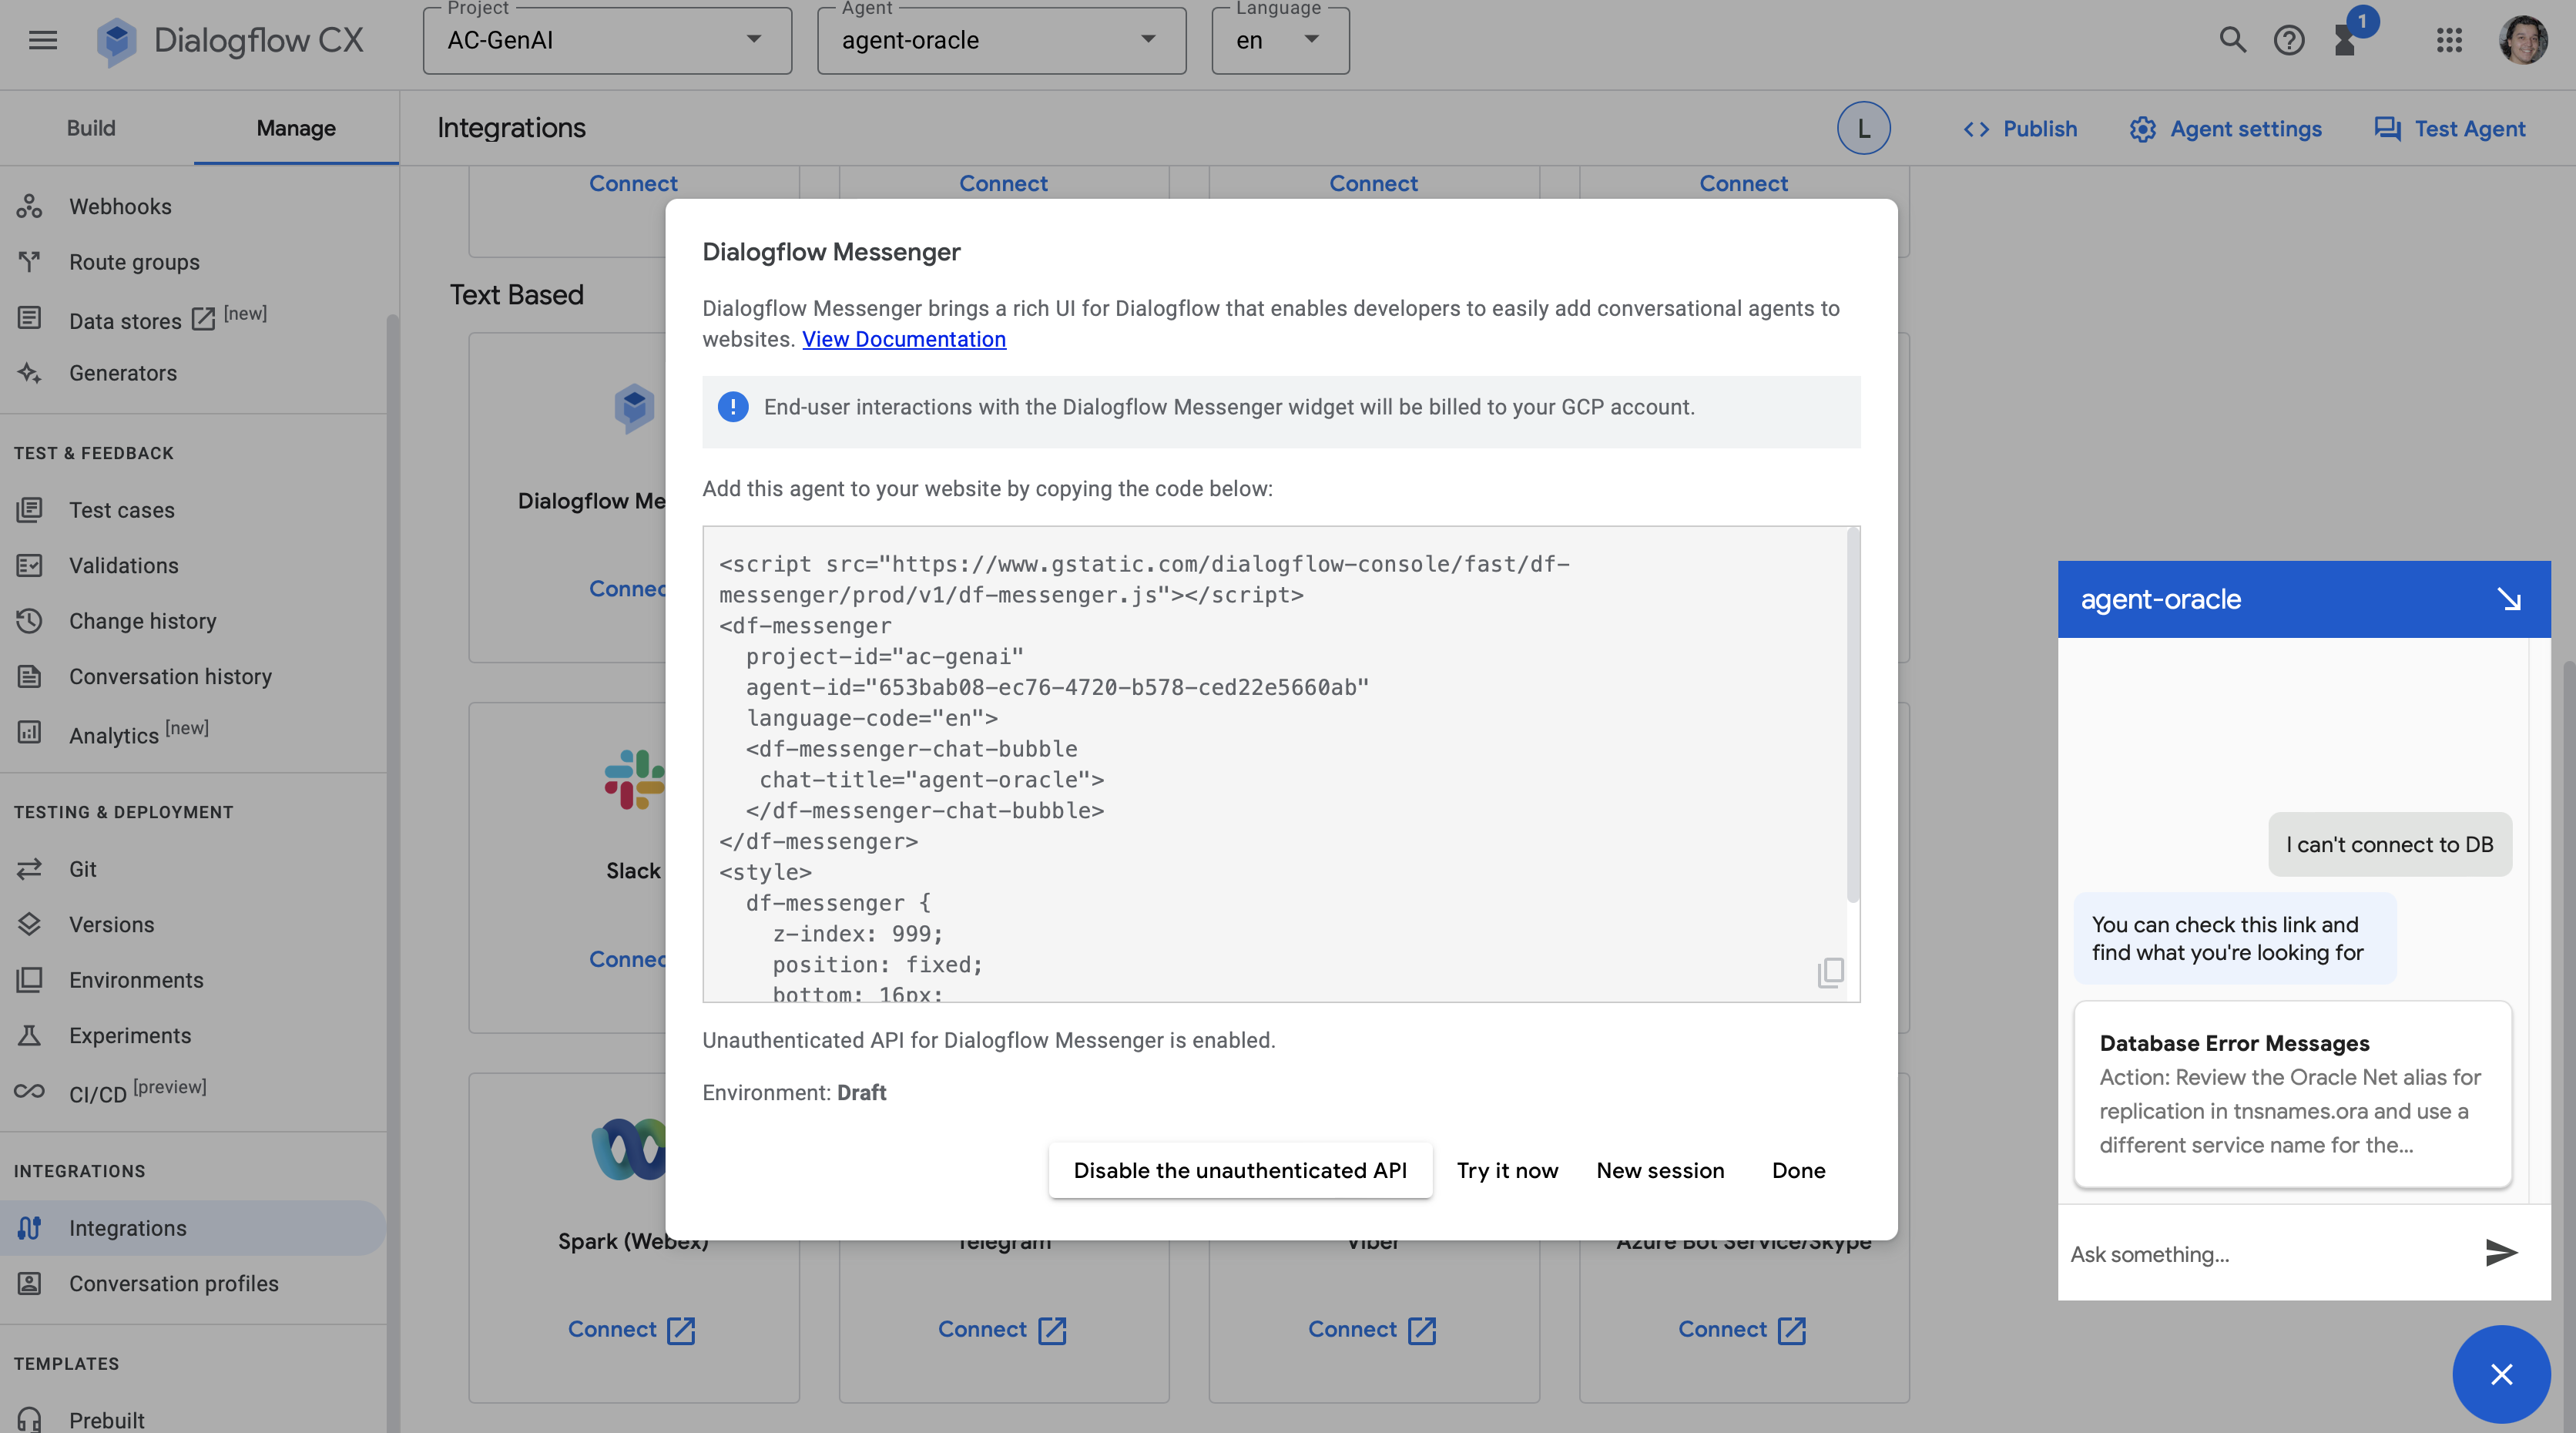 Project
Agent
Language
Dialogflow CX
AC-GenAI
agent-oracle
en
1
Build
Manage
Integrations
L
Publish
Agent settings
Test Agent
Webhooks
Route groups
Data stores [new]
Generators
TEST & FEEDBACK
Test cases
Validations
Change history
Conversation history
Analytics [new]
TESTING & DEPLOYMENT
Git
Versions
Environments
Experiments
CI/CD [preview]
INTEGRATIONS
Integrations
Conversation profiles
TEMPLATES
Prebuilt
Connect
Connect
Connect
Connect
Text Based
Dialogflow Me
Connec
Slack
Connec
Spark (Webex)
Telegram
Viber
Azure Bot Service/Skype
Connect
Connect
Connect
Connect
Dialogflow Messenger
Dialogflow Messenger brings a rich UI for Dialogflow that enables developers to easily add conversational agents to
websites. View Documentation
End-user interactions with the Dialogflow Messenger widget will be billed to your GCP account.
Add this agent to your website by copying the code below:
<script src="https://www.gstatic.com/dialogflow-console/fast/df-
messenger/prod/v1/df-messenger.js"></script>
<df-messenger
project-id="ac-genai"
agent-id="653bab08-ec76-4720-b578-ced22e5660ab"
language-code="en">
<df-messenger-chat-bubble
chat-title="agent-oracle">
</df-messenger-chat-bubble>
</df-messenger>
<style>
df-messenger {
z-index: 999;
position: fixed;
bottom: 16px;
Unauthenticated API for Dialogflow Messenger is enabled.
Environment: Draft
Disable the unauthenticated API
Try it now
New session
Done
agent-oracle
I can't connect to DB
You can check this link and
find what you're looking for
Database Error Messages
Action: Review the Oracle Net alias for
replication in tnsnames.ora and use a
different service name for the...
Ask something...